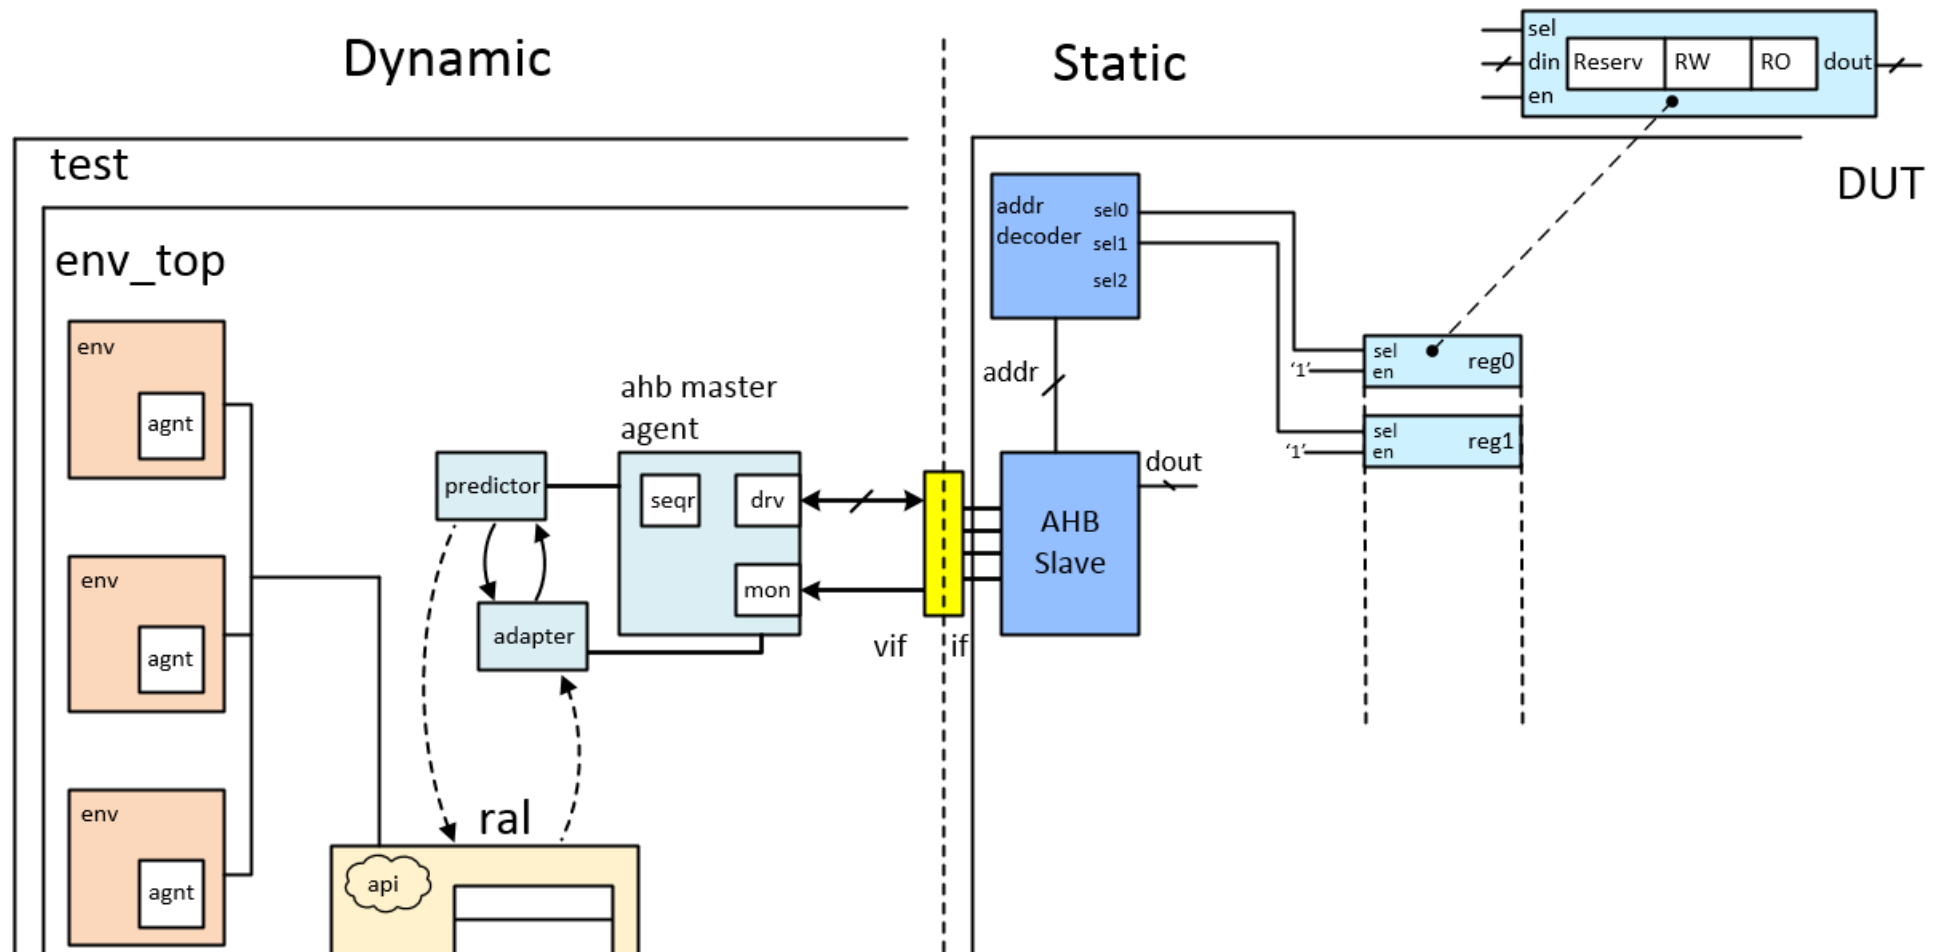 Dynamic
Static
sel
din
en
Reserv
RW
RO
dout
DUT
test
env_top
env
agnt
env
agnt
env
agnt
ahb master
agent
predictor
seqr
drv
mon
adapter
vif
if
ral
api
addr
decoder
sel0
sel1
sel2
addr
AHB
Slave
dout
‘1’
sel
en
reg0
‘1’
sel
en
reg1